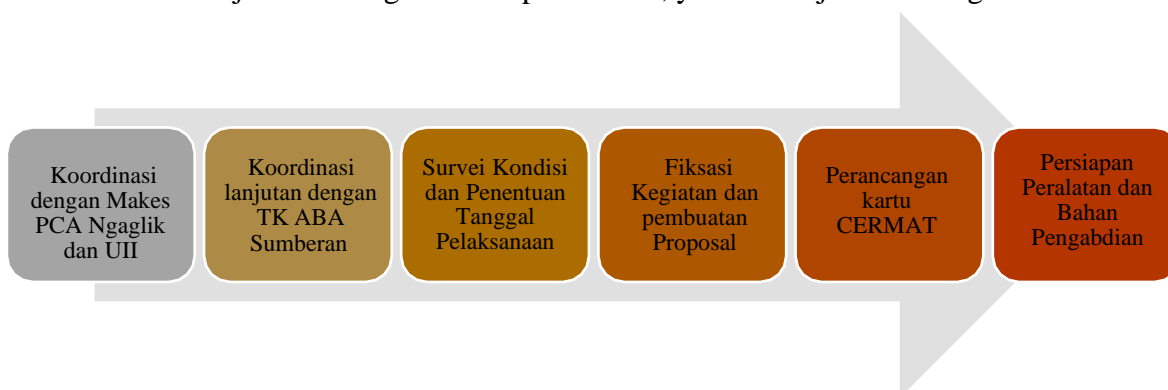 Koordinasi
dengan Makes
PCA Ngaglik
dan UII
Koordinasi
lanjutan dengan
TK ABA
Sumberan
Survei Kondisi
dan Penentuan
Tanggal
Pelaksanaan
Fiksasi
Kegiatan dan
pembuatan
Proposal
Perancangan
kartu
CERMAT
Persiapan
Peralatan dan
Bahan
Pengabdian